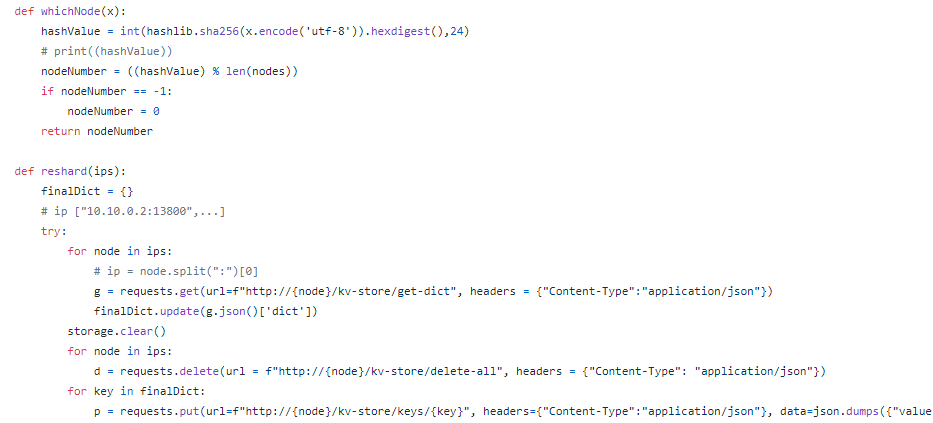 def whichNode(x):
    hashValue = int(hashlib.sha256(x.encode('utf-8')).hexdigest(),24)
    # print((hashValue))
    nodeNumber = ((hashValue) % len(nodes))
    if nodeNumber == -1:
        nodeNumber = 0
    return nodeNumber

def reshard(ips):
    finalDict = {}
    # ip ["10.10.0.2:13800",...]
    try:
        for node in ips:
            # ip = node.split(":")[0]
            g = requests.get(url=f"http://{node}/kv-store/get-dict", headers = {"Content-Type":"application/json"})
            finalDict.update(g.json()['dict'])
        storage.clear()
        for node in ips:
            d = requests.delete(url = f"http://{node}/kv-store/delete-all", headers = {"Content-Type": "application/json"})
        for key in finalDict:
            p = requests.put(url=f"http://{node}/kv-store/keys/{key}", headers={"Content-Type":"application/json"}, data=json.dumps({"value